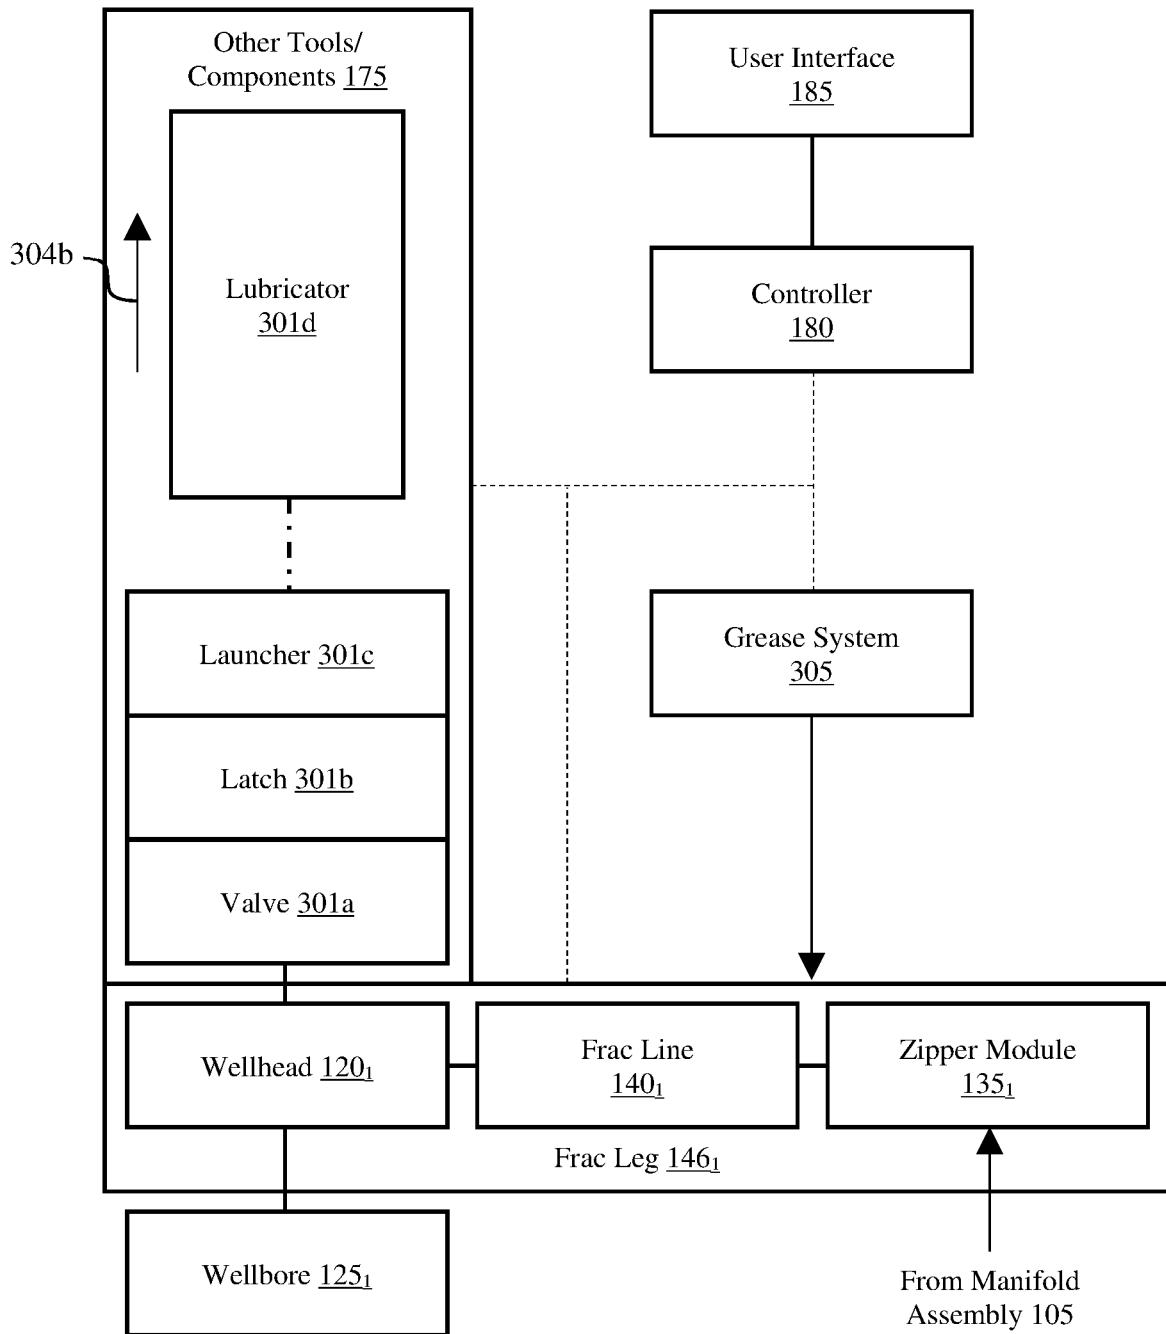 Other Tools/
Components 175
User Interface
185
304b
Lubricator
301d
Controller
180
Launcher 301c
Grease System
305
Latch 301b
Valve 301a
Wellhead 120₁
Frac Line
140₁
Zipper Module
135₁
Frac Leg 146₁
Wellbore 125₁
From Manifold
Assembly 105